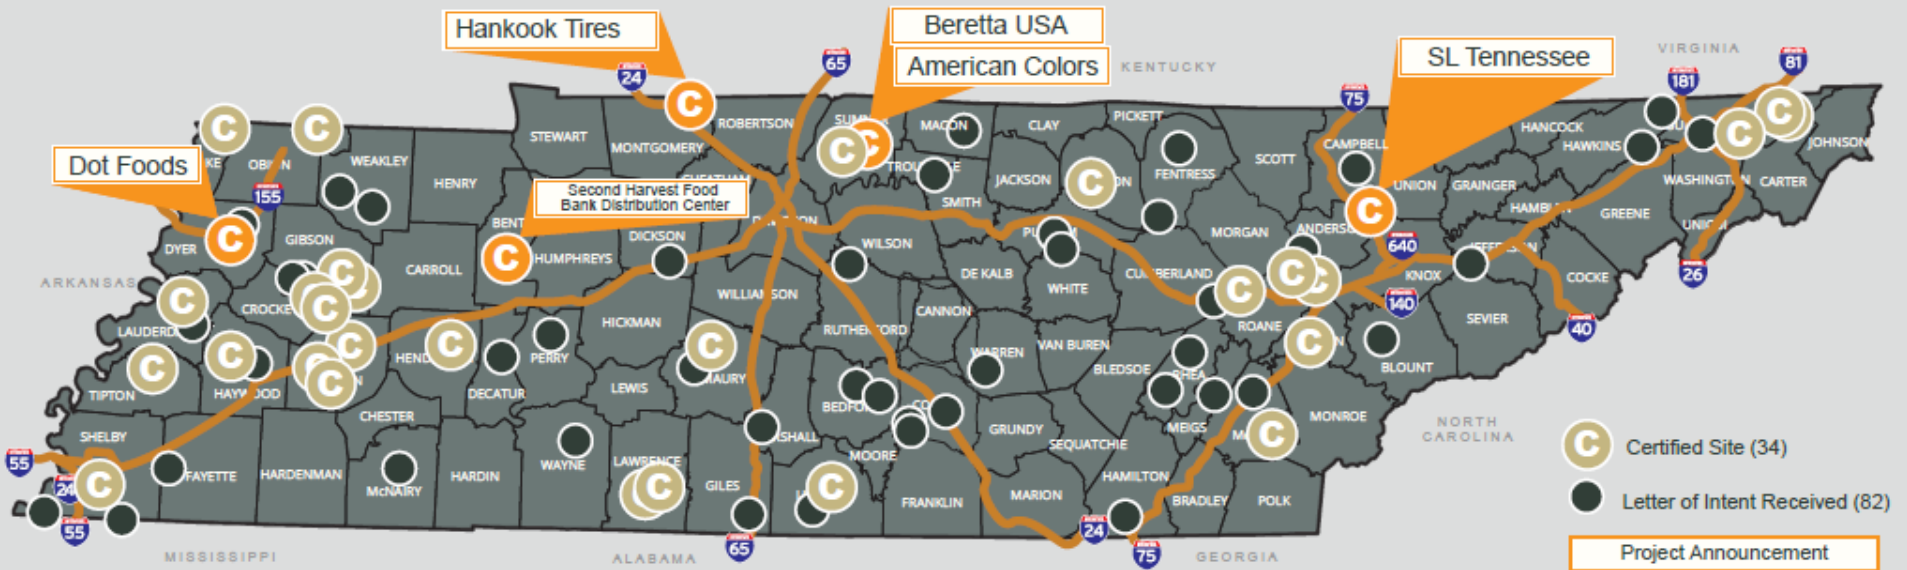 Hankook Tires
Beretta USA
American Colors
SL Tennessee
Dot Foods
Second Harvest Food
Bank Distribution Center
KENTUCKY
VIRGINIA
ARKANSAS
NORTH
CAROLINA
MISSISSIPPI
ALABAMA
GEORGIA
24
65
75
181
81
155
640
140
40
26
55
24
55
65
24
75
STEWART
MONTGOMERY
ROBERTSON
MACON
CLAY
PICKETT
SCOTT
CAMPBELL
HANCOCK
HAWKINS
JOHNSON
WEAKLEY
HENRY
JACKSON
FENTRESS
UNION
GRAINGER
WASHINGTON
CARTER
SMITH
HAMBLEN
GREENE
DYER
GIBSON
DICKSON
WILSON
MORGAN
CARROLL
HUMPHREYS
DE KALB
CUMBERLAND
KNOX
COCKE
WHITE
WILLIAMSON
CANNON
HICKMAN
RUTHERFORD
ROANE
SEVIER
WARREN
VAN BUREN
PERRY
BLEDSOE
BLOUNT
TIPTON
HAYWOOD
DECATUR
LEWIS
CHESTER
MEIGS
MONROE
SHELBY
GRUNDY
SEQUATCHIE
MOORE
WAYNE
LAWRENCE
FAYETTE
HARDENMAN
McNAIRY
HARDIN
GILES
FRANKLIN
MARION
HAMILTON
BRADLEY
POLK
C
Certified Site (34)
Letter of Intent Received (82)
Project Announcement